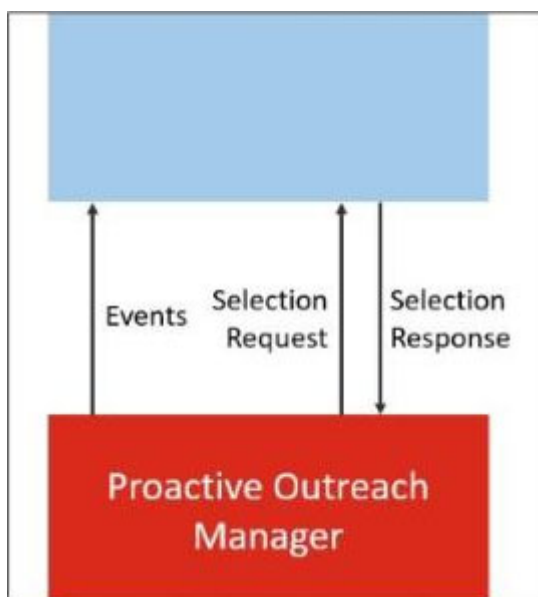 Events
Selection
Request
Selection
Response
Proactive Outreach
Manager